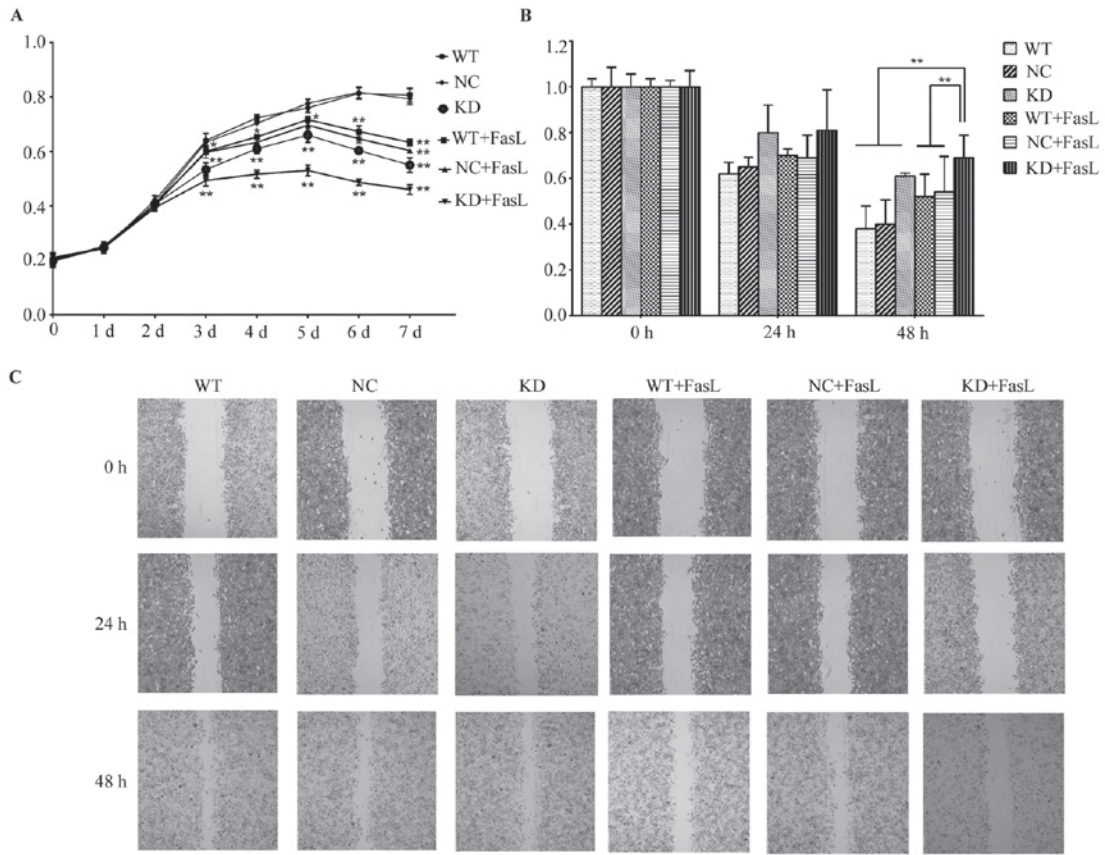 A
1.0
0.8
0.6
0.4
0.2
0.0
0 1 d 2 d 3 d 4 d 5 d 6 d 7 d
* ** **
* ** **
* ** **
** ** **
** **
** ** ** ** **
WT
NC
KD
WT+FasL
NC+FasL
KD+FasL
B
1.2
1.0
0.8
0.6
0.4
0.2
0.0
0 h 24 h 48 h
**
**
WT
NC
KD
WT+FasL
NC+FasL
KD+FasL
C
WT NC KD WT+FasL NC+FasL KD+FasL
0 h
24 h
48 h